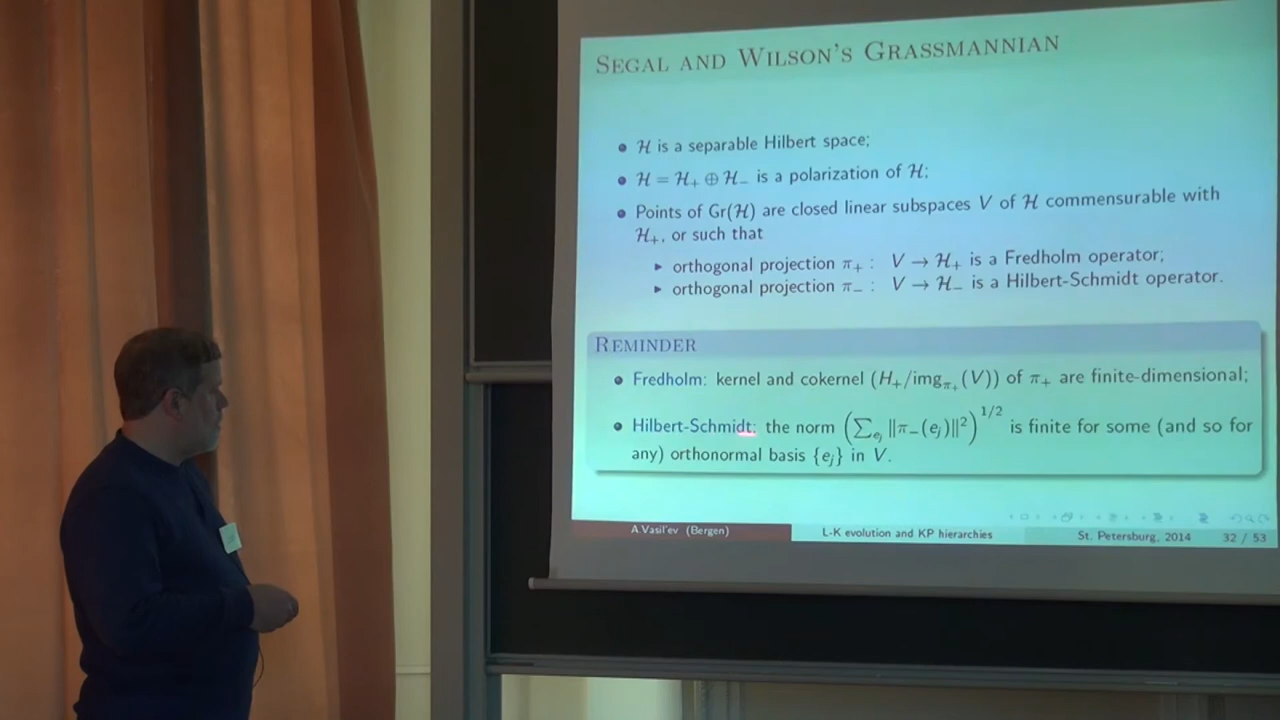 SEGAL AND WILSON'S GRASSMANNIAN
• ℋ is a separable Hilbert space;
• ℋ = ℋ₊ ⊕ ℋ₋ is a polarization of ℋ;
• Points of Gr(ℋ) are closed linear subspaces V of ℋ commensurable with
ℋ₊, or such that
▸ orthogonal projection π₊ : V → ℋ₊ is a Fredholm operator;
▸ orthogonal projection π₋ : V → ℋ₋ is a Hilbert-Schmidt operator.
REMINDER
• Fredholm: kernel and cokernel (H₊/img_π₊(V)) of π₊ are finite-dimensional;
• Hilbert-Schmidt: the norm (∑_{e_j} ||π₋(e_j)||²)^{1/2} is finite for some (and so for
any) orthonormal basis {e_j} in V.
A.Vasil'ev (Bergen) L-K evolution and KP hierarchies St. Petersburg, 2014 32 / 53